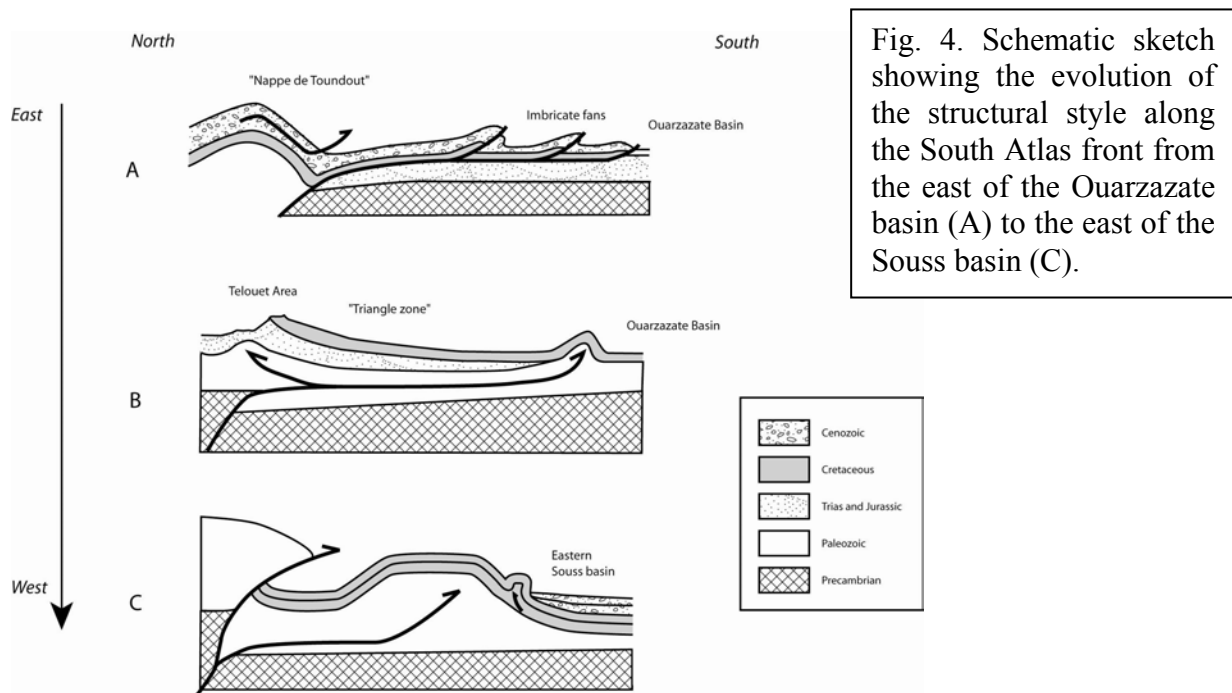 North
South
East
"Nappe de Toundout"
Imbricate fans
Ouarzazate Basin
A
Telouet Area
"Triangle zone"
Ouarzazate Basin
B
Eastern
Souss basin
West
C
Cenozoic
Cretaceous
Trias and Jurassic
Paleozoic
Precambrian
Fig. 4. Schematic sketch
showing the evolution of
the structural style along
the South Atlas front from
the east of the Ouarzazate
basin (A) to the east of the
Souss basin (C).